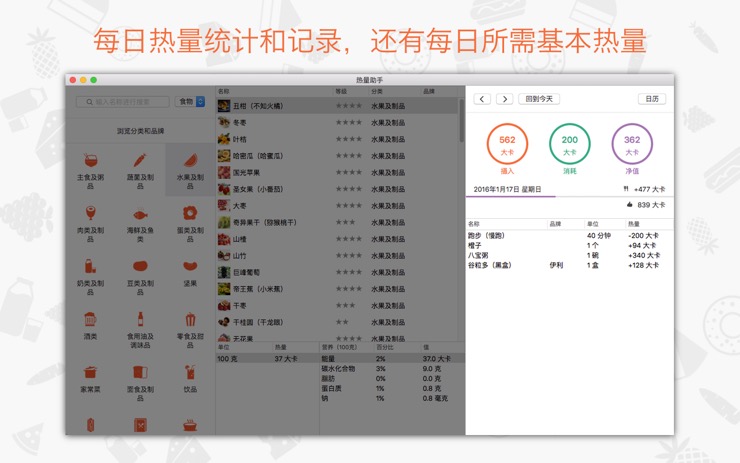 每日热量统计和记录，还有每日所需基本热量
热量助手
输入名称进行搜索
食物
浏览分类和品牌
主食及粥品
蔬菜及制品
水果及制品
肉类及制品
海鲜及鱼类
蛋类及制品
奶类及制品
豆类及制品
坚果
酒类
食用油及调味品
零食及甜品
家常菜
面食及制品
饮品
名称 等级 分类 品牌
丑柑（不知火橘） ★★★★ 水果及制品
冬枣 ★★★★ 水果及制品
叶桔 ★★★★ 水果及制品
哈密瓜（哈蜜瓜） ★★★★ 水果及制品
国光苹果 ★★★★ 水果及制品
圣女果（小番茄） ★★★★ 水果及制品
大枣 ★★★★ 水果及制品
奇异果干（猕猴桃干） ★★★ 水果及制品
山楂 ★★★★ 水果及制品
山竹 ★★★★ 水果及制品
巨峰葡萄 ★★★★ 水果及制品
帝王蕉（小米蕉） ★★★★ 水果及制品
干枣 ★★★ 水果及制品
干桂圆（干龙眼） ★★ 水果及制品
无花果 ★★★★ 水果及制品
单位 热量
100 克 37 大卡
营养（100克） 百分比 值
能量 2% 37.0 大卡
碳水化合物 3% 9.0 克
脂肪 0% 0.0 克
蛋白质 1% 0.8 克
钠 1% 0.8 毫克
回到今天
日历
562 大卡
摄入
200 大卡
消耗
362 大卡
净值
2016年1月17日 星期日 +477 大卡
839 大卡
名称 品牌 单位 热量
跑步（慢跑） 40 分钟 -200 大卡
橙子 1 个 +94 大卡
八宝粥 1 碗 +340 大卡
谷粒多（黑盒） 伊利 1 盒 +128 大卡